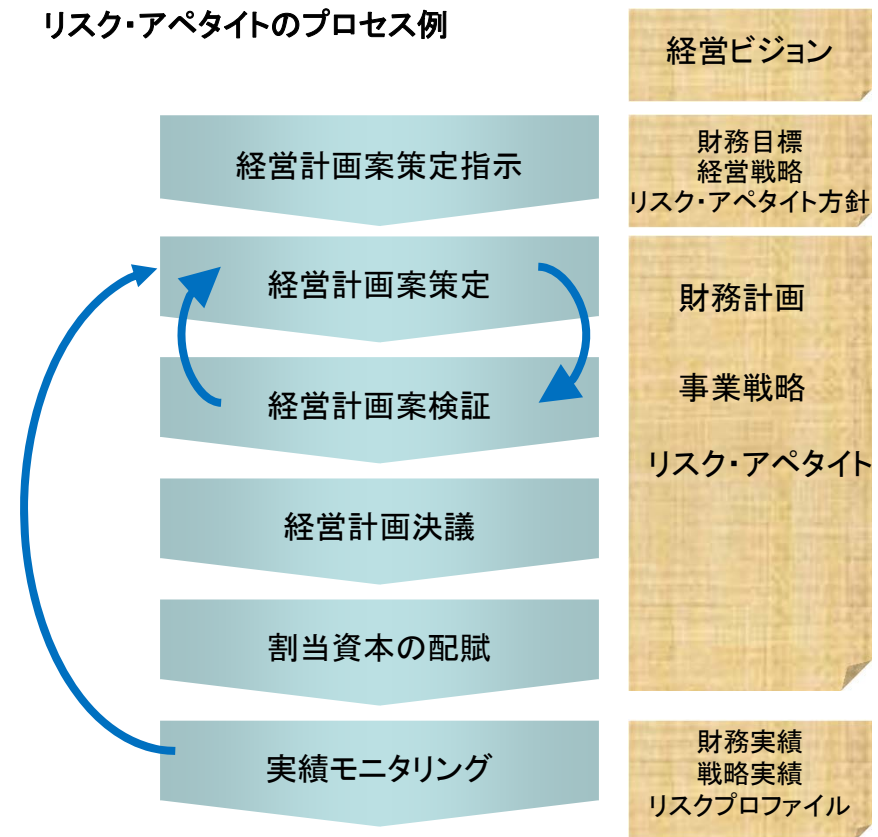 リスク・アペタイトのプロセス例
経営ビジョン
経営計画案策定指示
財務目標
経営戦略
リスク・アペタイト方針
経営計画案策定
経営計画案検証
経営計画決議
割当資本の配賦
財務計画
事業戦略
リスク・アペタイト
実績モニタリング
財務実績
戦略実績
リスクプロファイル